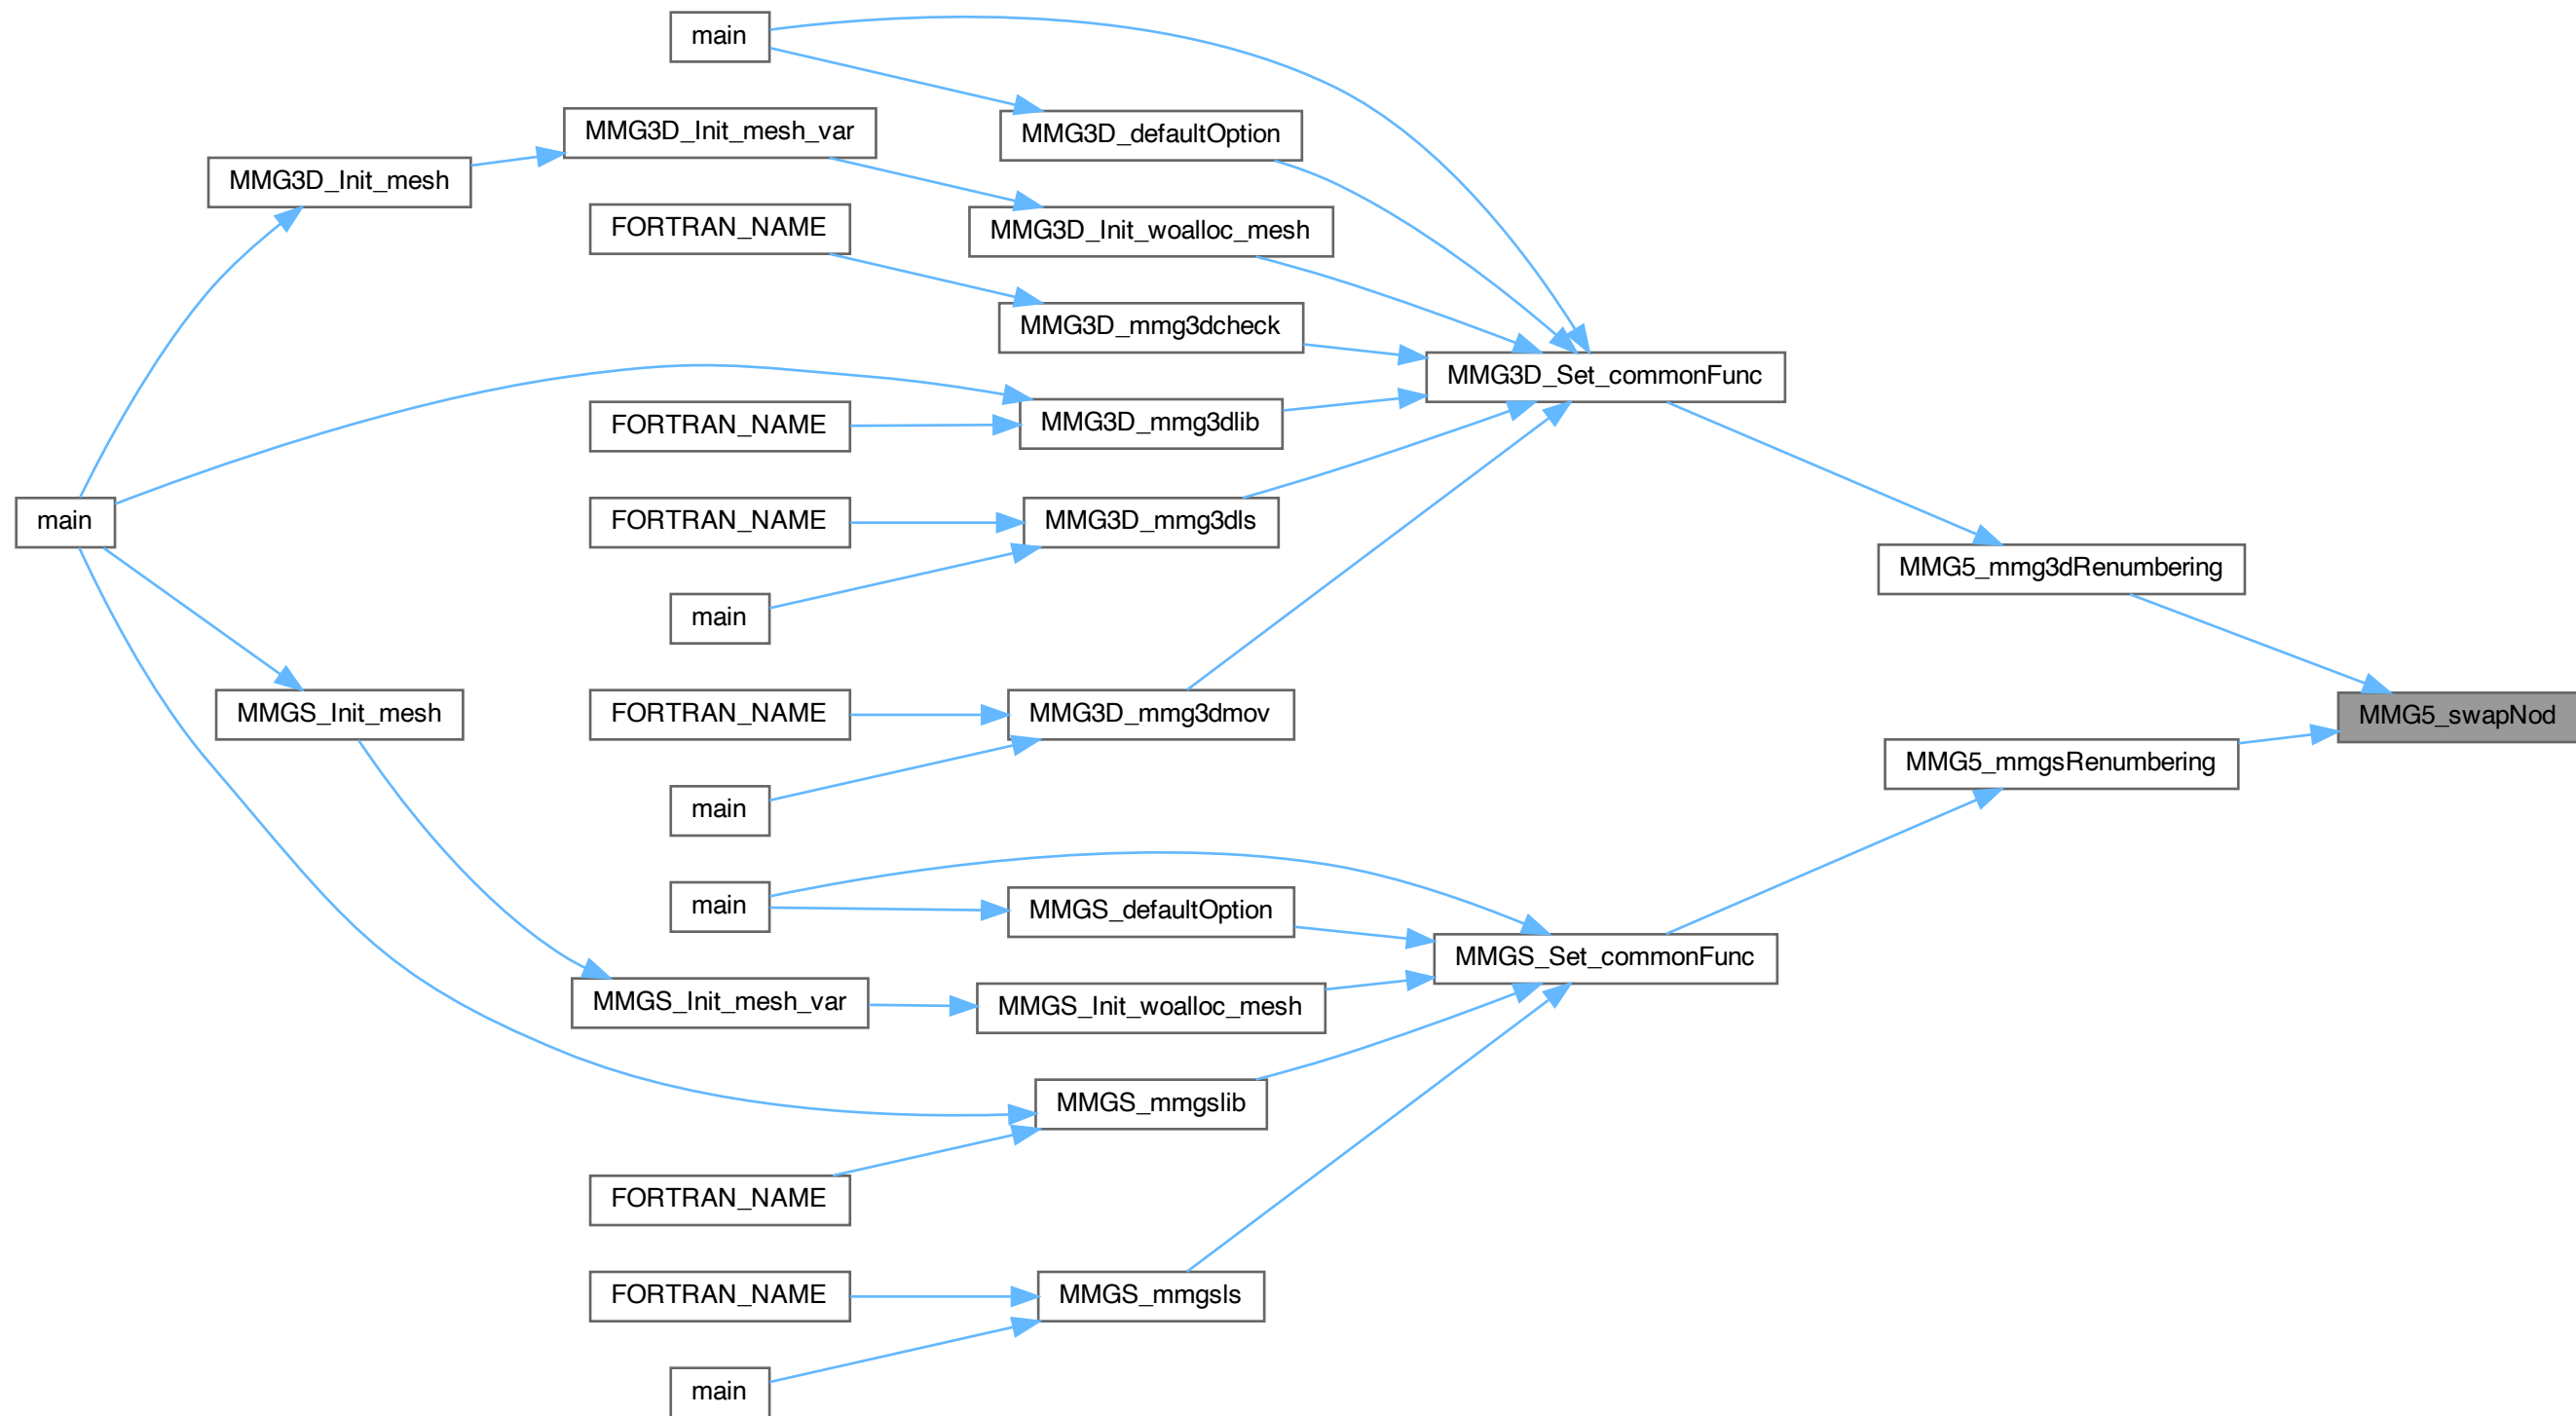 main
MMG3D_Init_mesh_var
MMG3D_defaultOption
MMG3D_Init_mesh
FORTRAN_NAME
MMG3D_Init_woalloc_mesh
MMG3D_mmg3dcheck
MMG3D_Set_commonFunc
FORTRAN_NAME
MMG3D_mmg3dlib
main
FORTRAN_NAME
MMG3D_mmg3dls
MMG5_mmg3dRenumbering
main
MMGS_Init_mesh
FORTRAN_NAME
MMG3D_mmg3dmov
MMG5_swapNod
MMG5_mmgsRenumbering
main
main
MMGS_defaultOption
MMGS_Set_commonFunc
MMGS_Init_mesh_var
MMGS_Init_woalloc_mesh
MMGS_mmgslib
FORTRAN_NAME
FORTRAN_NAME
MMGS_mmgsls
main